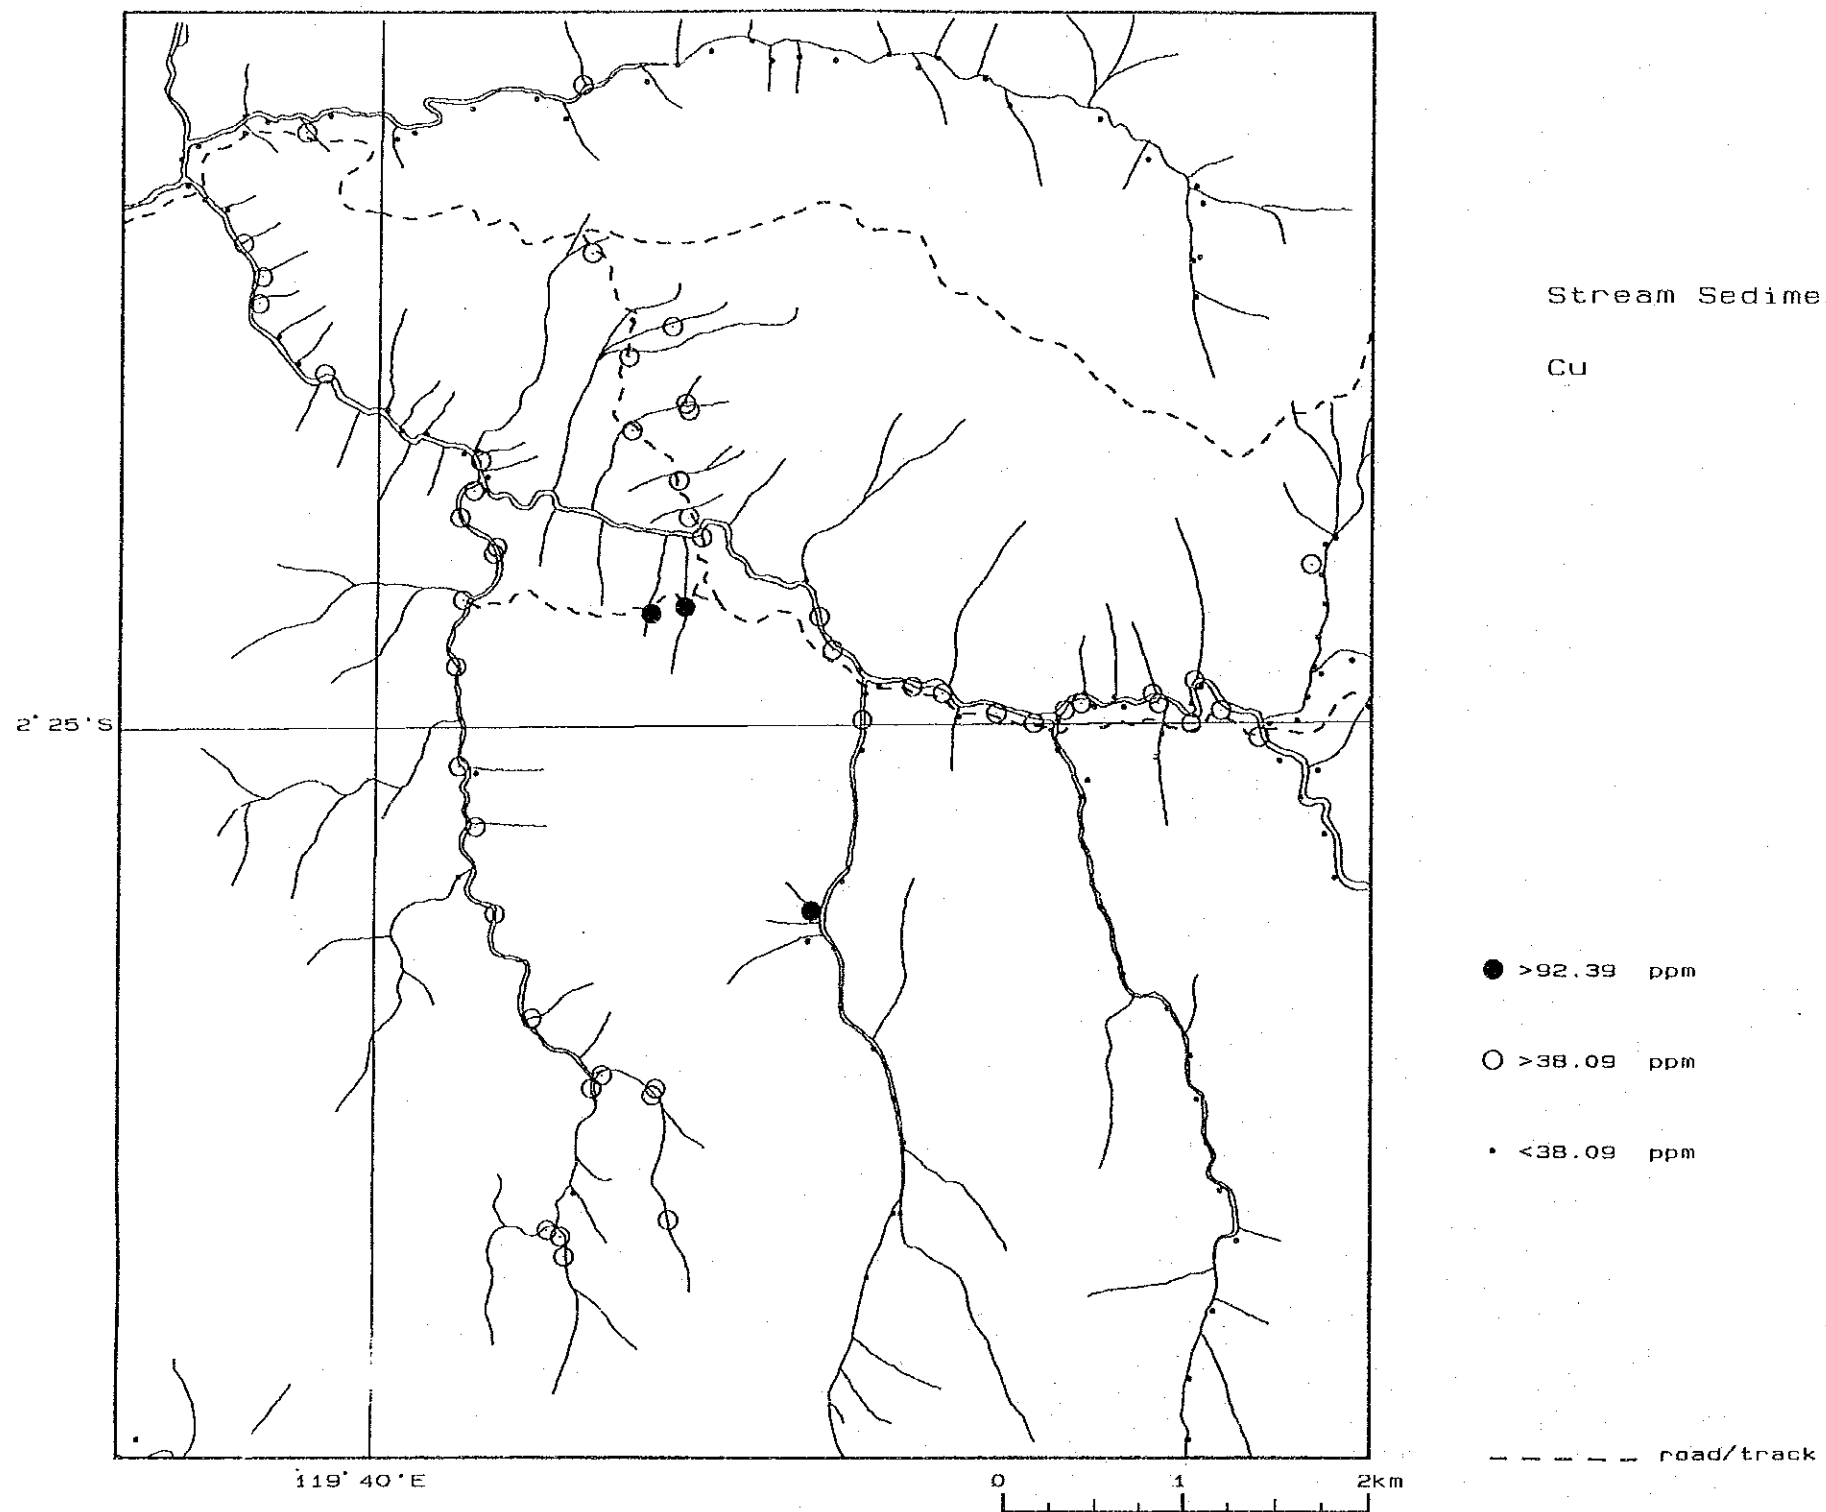 Stream Sedime
Cu
2°25'S
>92.39 ppm
>38.09 ppm
<38.09 ppm
road/track
119°40'E
0 1 2km